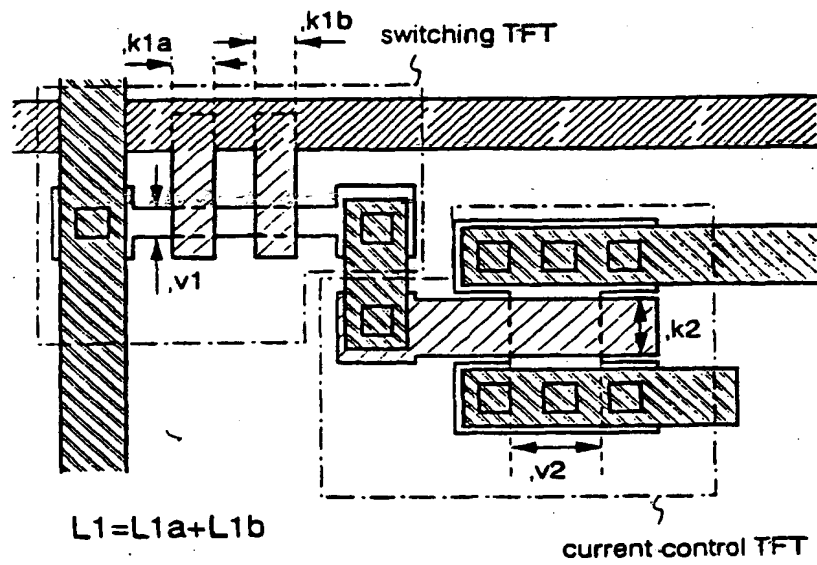 ,k1a
,k1b
switching TFT
,v1
,k2
,v2
L1=L1a+L1b
current-control TFT